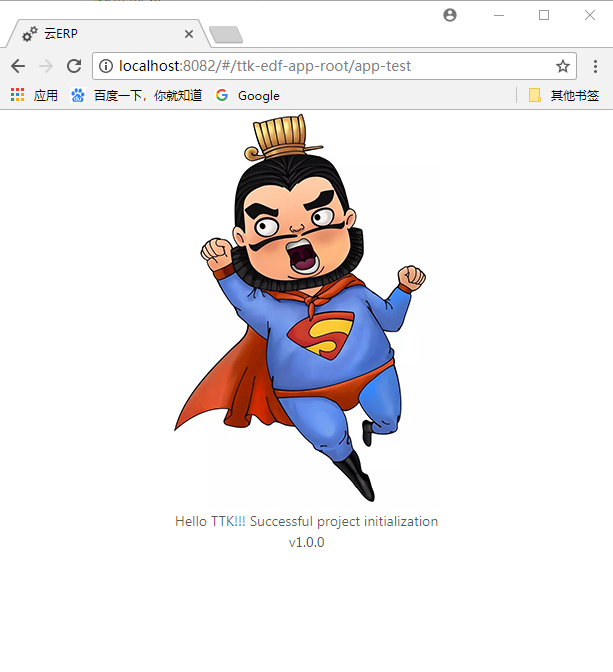 云ERP
localhost:8082/#/ttk-edf-app-root/app-test
应用 百度一下，你就知道 G Google 其他书签
S
Hello TTK!!! Successful project initialization
v1.0.0